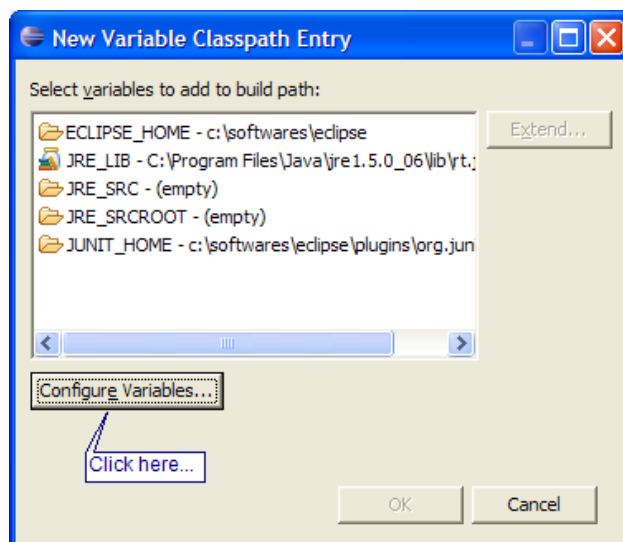 New Variable Classpath Entry
Select variables to add to build path:
ECLIPSE_HOME - c:\softwares\eclipse
Extend...
JRE_LIB - C:\Program Files\Java\jre1.5.0_06\lib\rt.j
JRE_SRC - (empty)
JRE_SRCROOT - (empty)
JUNIT_HOME - c:\softwares\eclipse\plugins\org.jun
Configure Variables...
Click here...
OK
Cancel